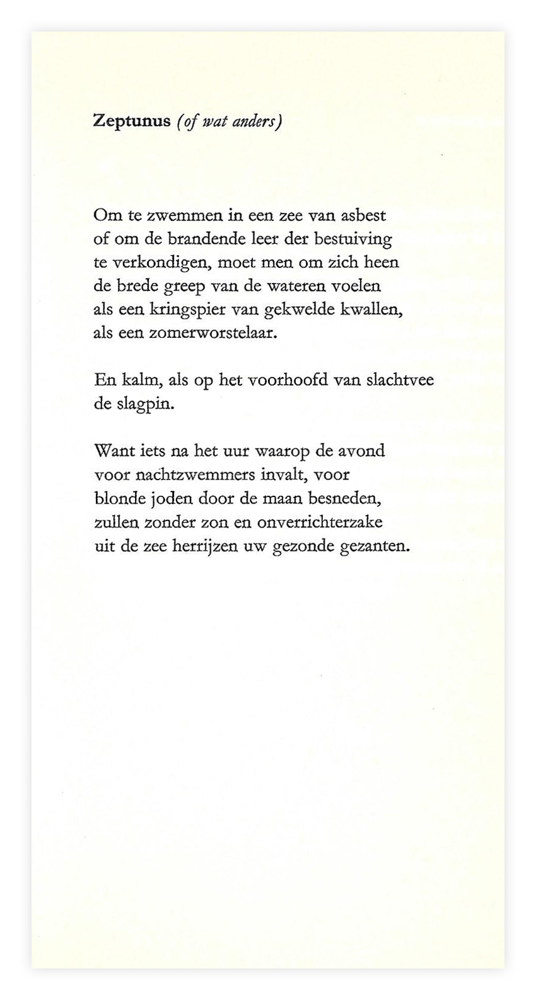 Zeptunus (of wat anders)
Om te zwemmen in een zee van asbest
of om de brandende leer der bestuiving
te verkondigen, moet men om zich heen
de brede greep van de wateren voelen
als een kringspier van gekwelde kwallen,
als een zomerworstelaar.
En kalm, als op het voorhoofd van slachtvee
de slagpin.
Want iets na het uur waarop de avond
voor nachtzwemmers invalt, voor
blonde joden door de maan besneden,
zullen zonder zon en onverrichterzake
uit de zee herrijzen uw gezonde gezanten.